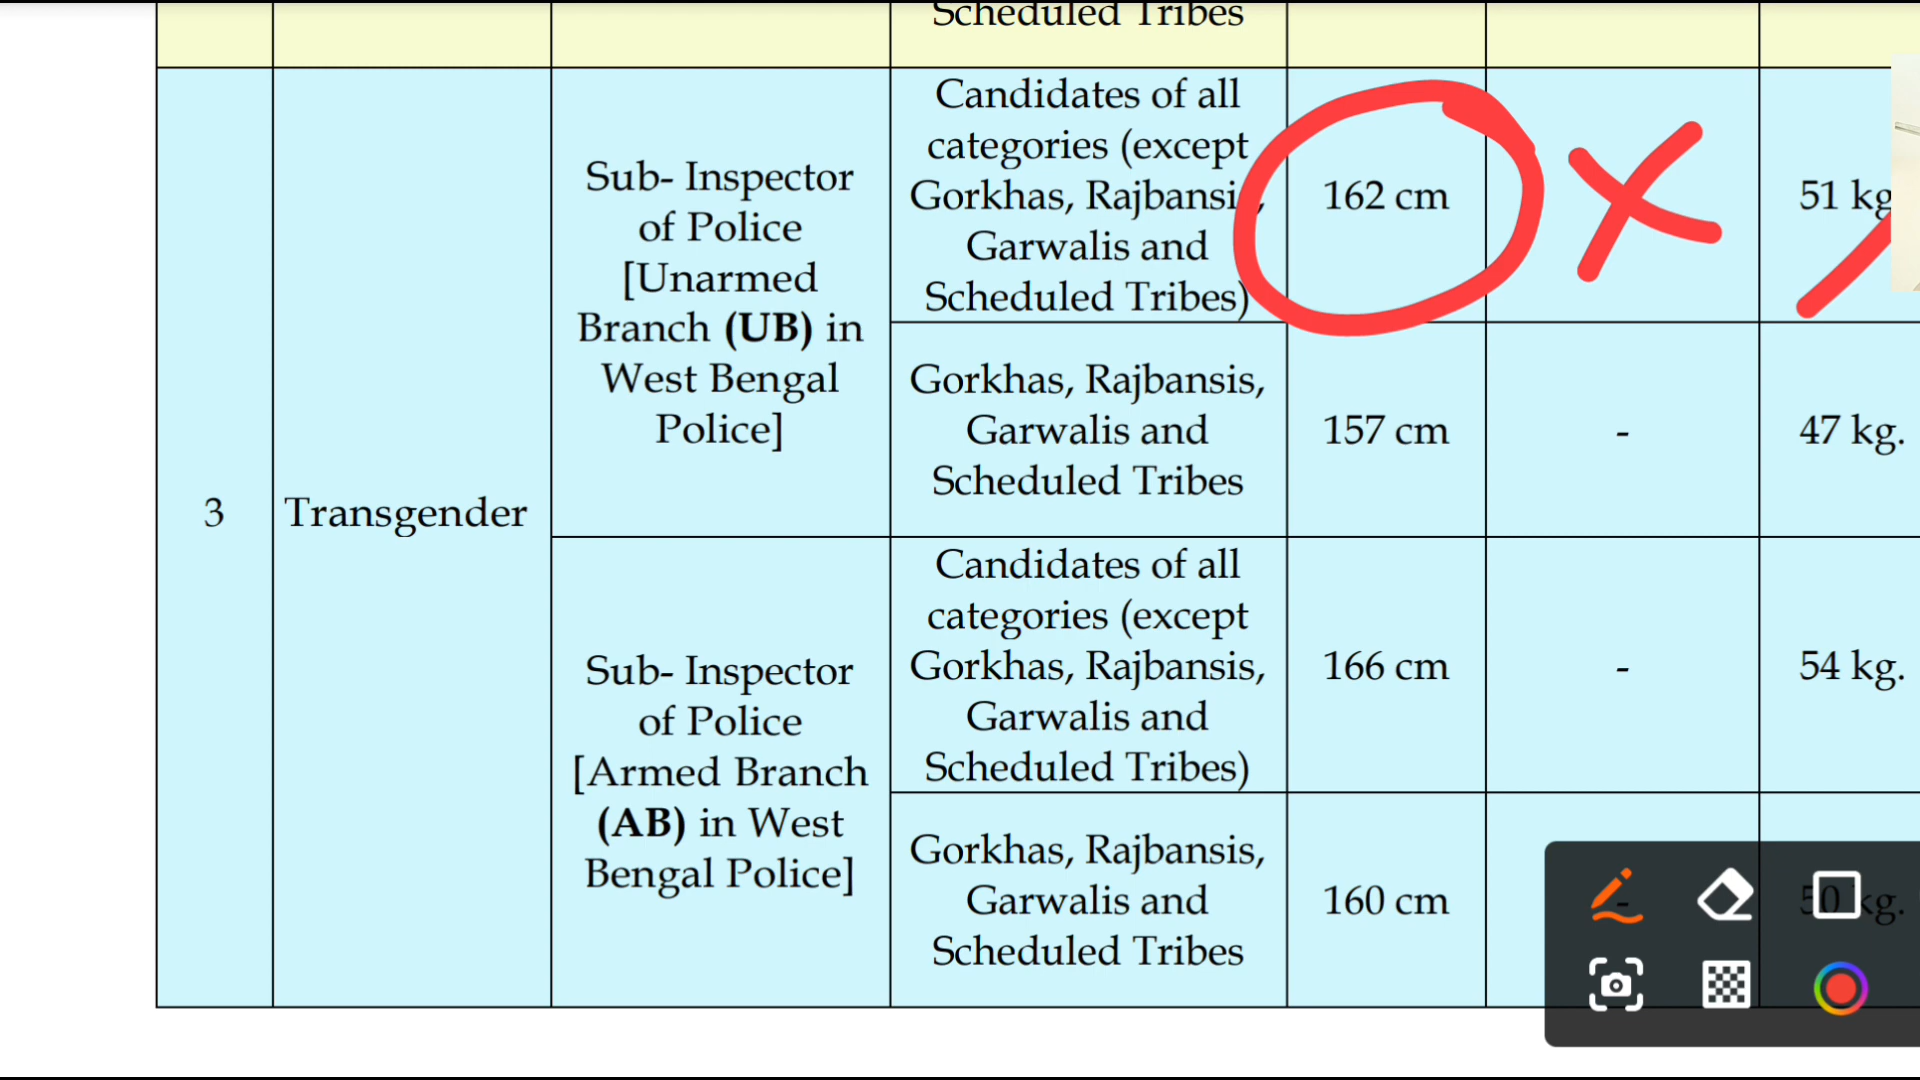 Scheduled Tribes
3
Transgender
Sub- Inspector
of Police
[Unarmed
Branch (UB) in
West Bengal
Police]
Candidates of all
categories (except
Gorkhas, Rajbansis,
Garwalis and
Scheduled Tribes)
162 cm
51 kg
Gorkhas, Rajbansis,
Garwalis and
Scheduled Tribes
157 cm
-
47 kg.
Sub- Inspector
of Police
[Armed Branch
(AB) in West
Bengal Police]
Candidates of all
categories (except
Gorkhas, Rajbansis,
Garwalis and
Scheduled Tribes)
166 cm
-
54 kg.
Gorkhas, Rajbansis,
Garwalis and
Scheduled Tribes
160 cm
-
50 kg.